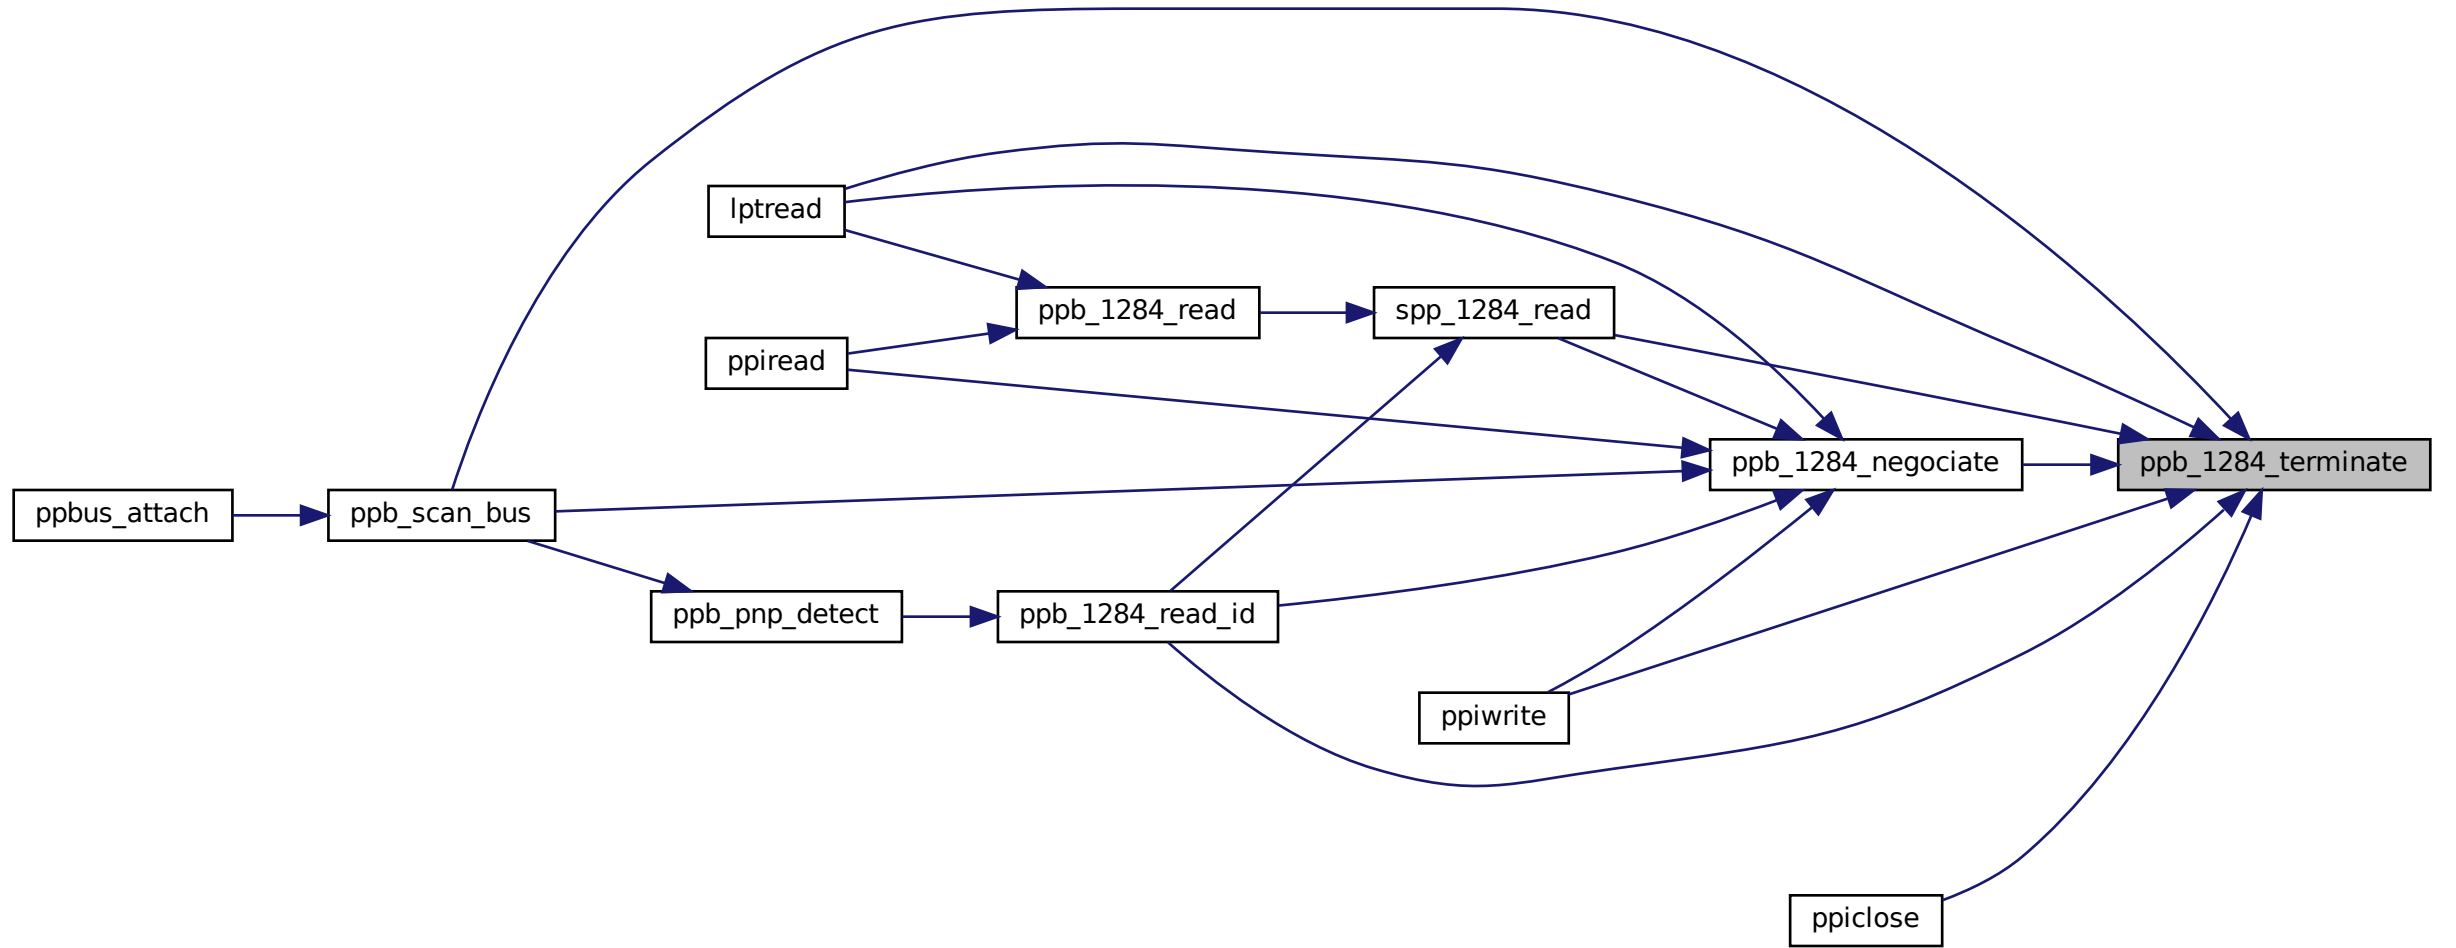 lptread
ppb_1284_read
spp_1284_read
ppiread
ppb_1284_negociate
ppb_1284_terminate
ppbus_attach
ppb_scan_bus
ppb_pnp_detect
ppb_1284_read_id
ppiwrite
ppiclose